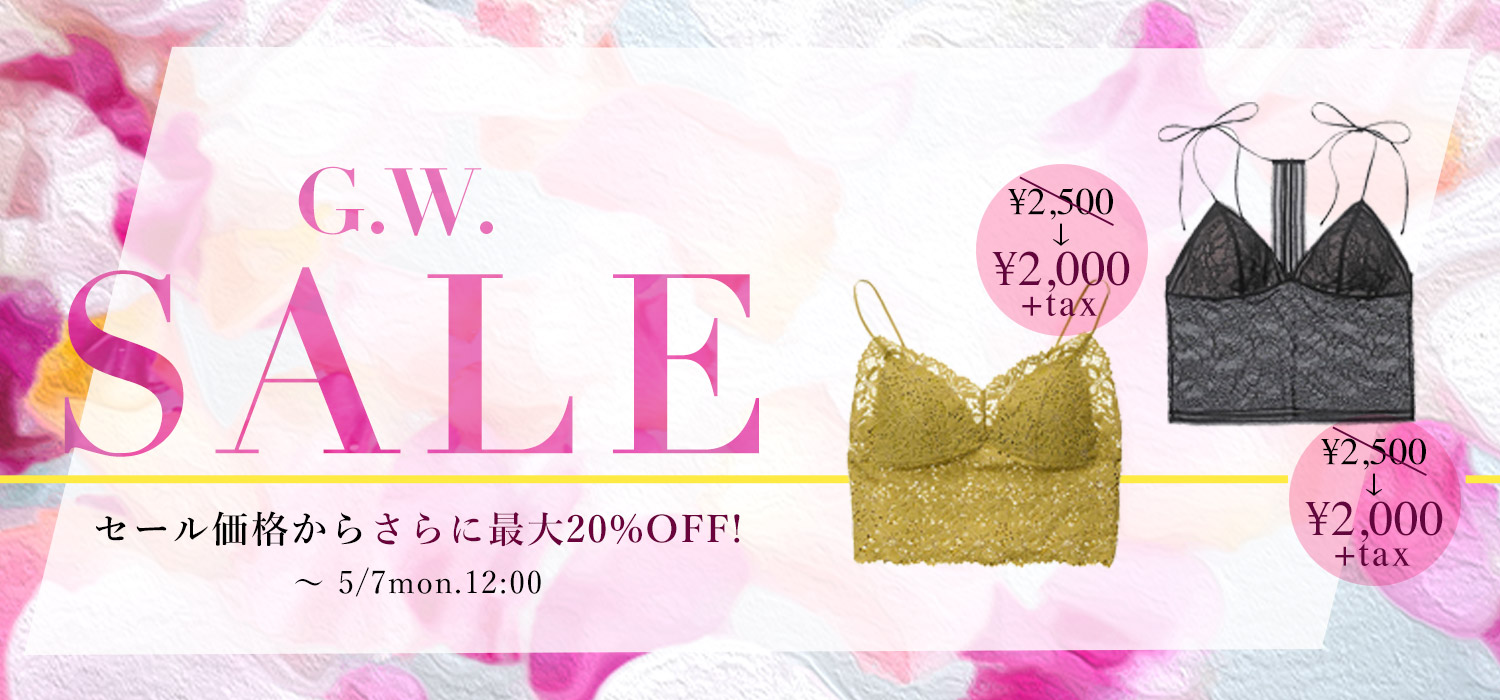 G.W.
SALE
セール価格からさらに最大20%OFF!
～ 5/7mon.12:00
¥2,500
↓
¥2,000
+tax
¥2,500
↓
¥2,000
+tax